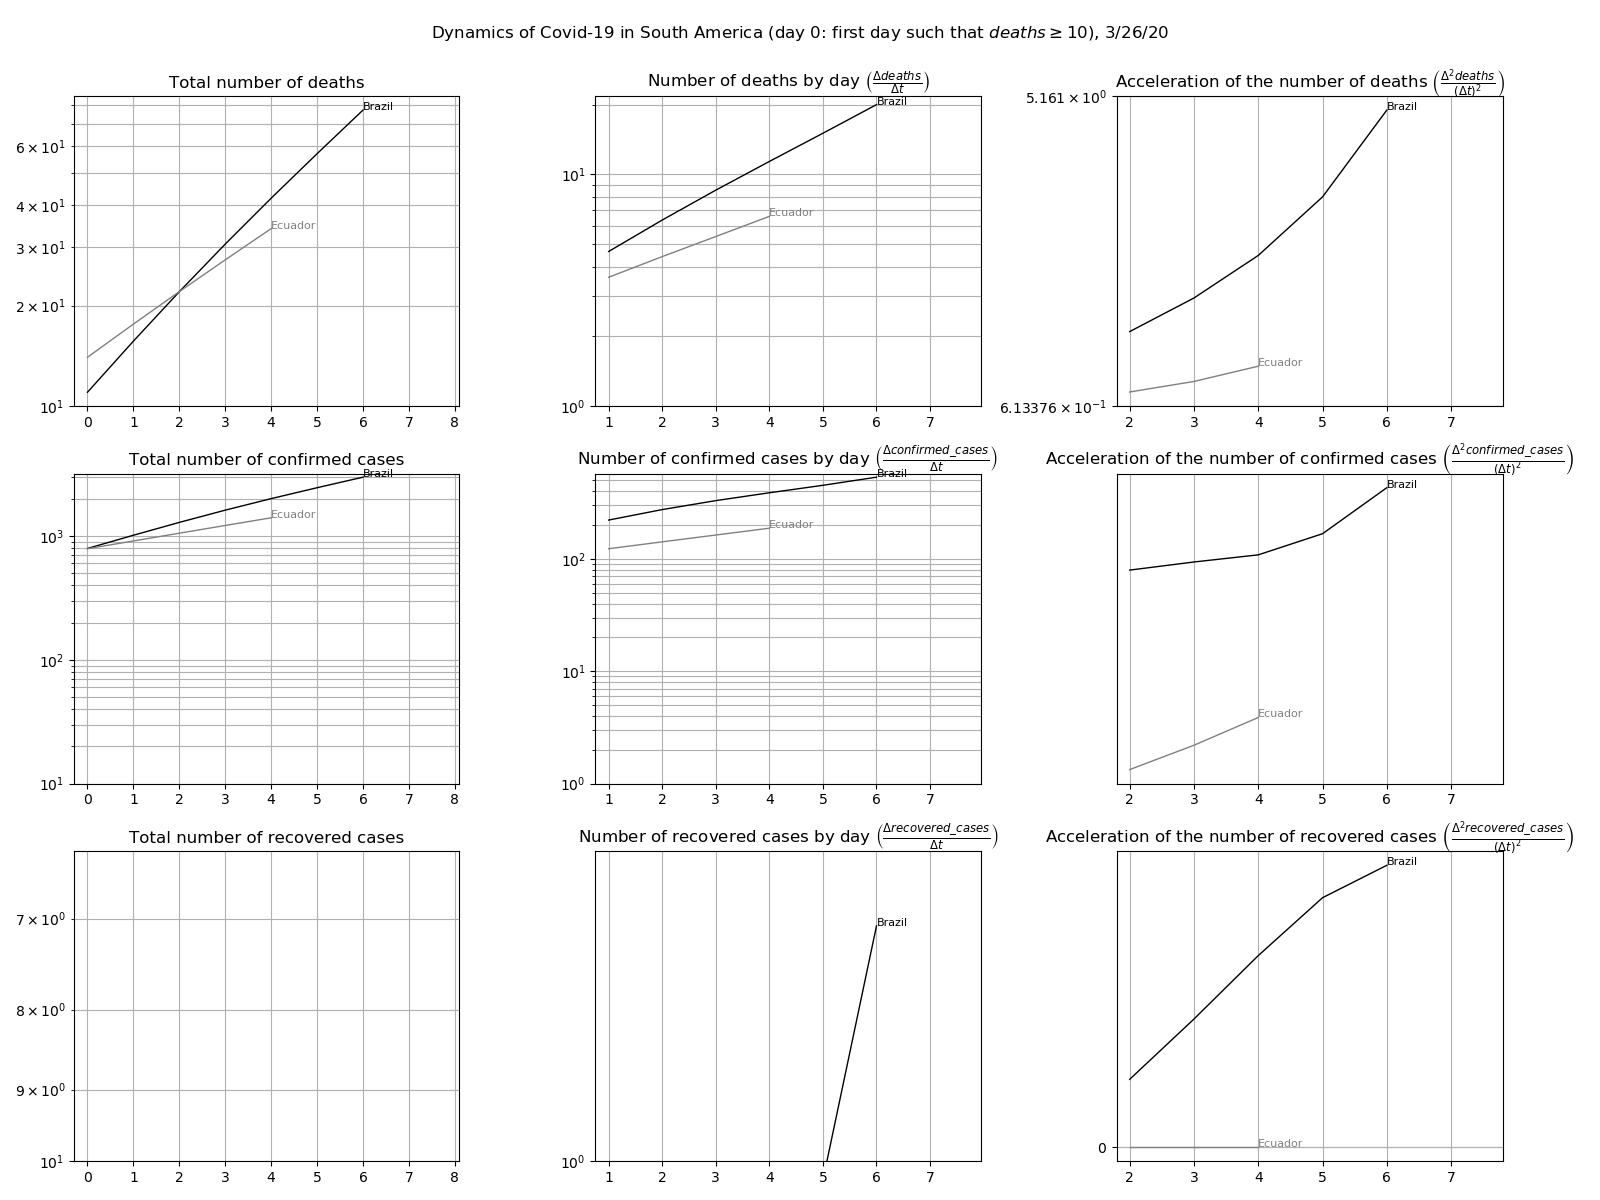 Dynamics of Covid-19 in South America (day 0: first day such that deaths ≥ 10), 3/26/20
Total number of deaths
Brazil
Ecuador
6 × 10¹
4 × 10¹
3 × 10¹
2 × 10¹
10¹
0 1 2 3 4 5 6 7 8
Number of deaths by day (Δdeaths/Δt)
Brazil
Ecuador
10¹
10⁰
1 2 3 4 5 6 7
Acceleration of the number of deaths (Δ²deaths/(Δt)²)
5.161 × 10⁰
Brazil
Ecuador
6.13376 × 10⁻¹
2 3 4 5 6 7
Total number of confirmed cases
Brazil
Ecuador
10³
10²
10¹
0 1 2 3 4 5 6 7 8
Number of confirmed cases by day (Δconfirmed_cases/Δt)
Brazil
Ecuador
10²
10¹
10⁰
1 2 3 4 5 6 7
Acceleration of the number of confirmed cases (Δ²confirmed_cases/(Δt)²)
Brazil
Ecuador
2 3 4 5 6 7
Total number of recovered cases
7 × 10⁰
8 × 10⁰
9 × 10⁰
10¹
0 1 2 3 4 5 6 7 8
Number of recovered cases by day (Δrecovered_cases/Δt)
Brazil
10⁰
1 2 3 4 5 6 7
Acceleration of the number of recovered cases (Δ²recovered_cases/(Δt)²)
Brazil
Ecuador
0
2 3 4 5 6 7